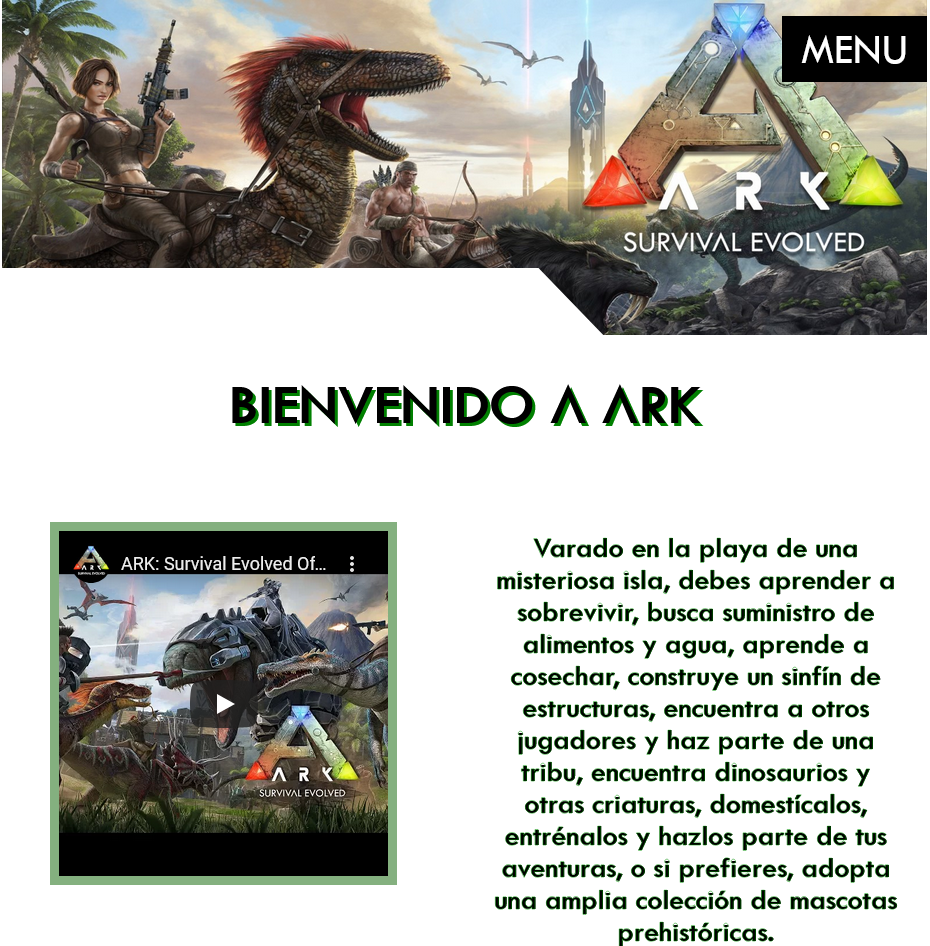 MENU
ARK
SURVIVAL EVOLVED
BIENVENIDO A ARK
ARK: Survival Evolved Of...
ARK
SURVIVAL EVOLVED
Varado en la playa de una
misteriosa isla, debes aprender a
sobrevivir, busca suministro de
alimentos y agua, aprende a
cosechar, construye un sinfín de
estructuras, encuentra a otros
jugadores y haz parte de una
tribu, encuentra dinosaurios y
otras criaturas, domestícalos,
entrénalos y hazlos parte de tus
aventuras, o si prefieres, adopta
una amplia colección de mascotas
prehistóricas.